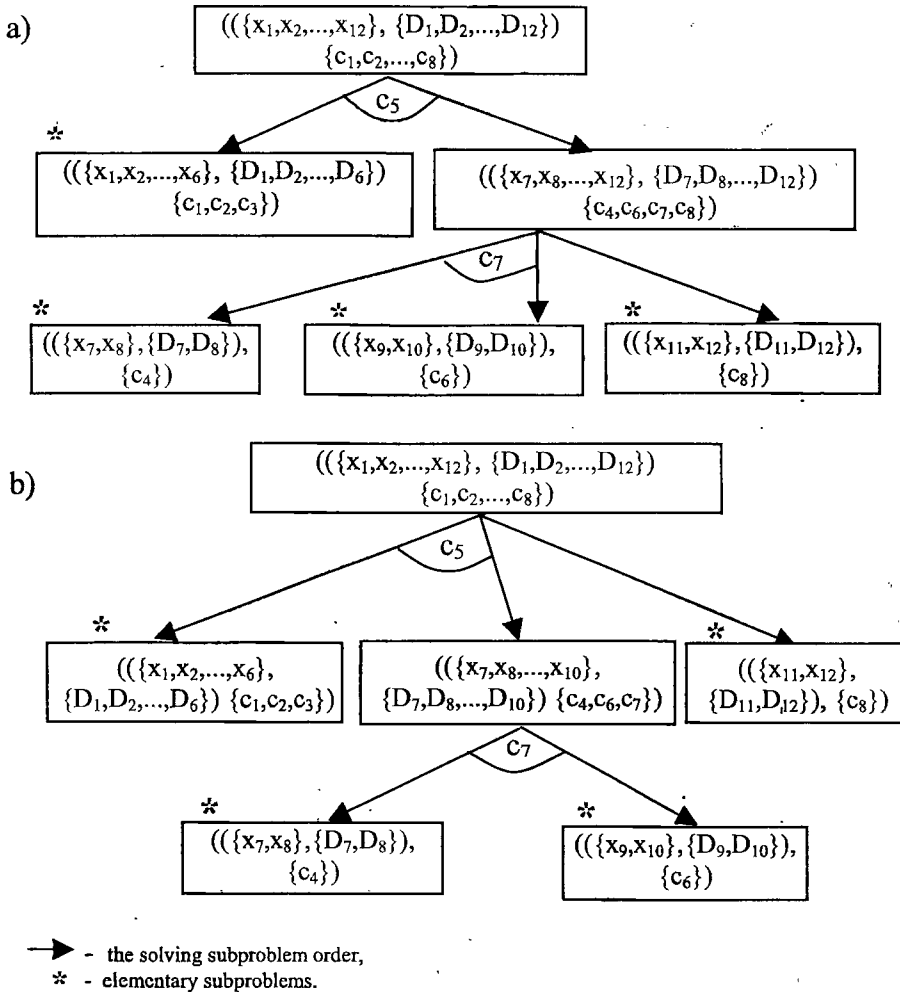 a)
(({x₁,x₂,...,x₁₂}, {D₁,D₂,...,D₁₂})
{c₁,c₂,...,c₈})
c₅
*
(({x₁,x₂,...,x₆}, {D₁,D₂,...,D₆})
{c₁,c₂,c₃})
(({x₇,x₈,...,x₁₂}, {D₇,D₈,...,D₁₂})
{c₄,c₆,c₇,c₈})
c₇
*
(({x₇,x₈},{D₇,D₈}),
{c₄})
*
(({x₉,x₁₀},{D₉,D₁₀}),
{c₆})
*
(({x₁₁,x₁₂},{D₁₁,D₁₂}),
{c₈})
b)
(({x₁,x₂,...,x₁₂}, {D₁,D₂,...,D₁₂})
{c₁,c₂,...,c₈})
c₅
*
(({x₁,x₂,...,x₆},
{D₁,D₂,...,D₆}) {c₁,c₂,c₃})
(({x₇,x₈,...,x₁₀},
{D₇,D₈,...,D₁₀}) {c₄,c₆,c₇})
*
(({x₁₁,x₁₂},
{D₁₁,D₁₂}), {c₈})
c₇
*
(({x₇,x₈},{D₇,D₈}),
{c₄})
*
(({x₉,x₁₀},{D₉,D₁₀}),
{c₆})
- the solving subproblem order,
* - elementary subproblems.